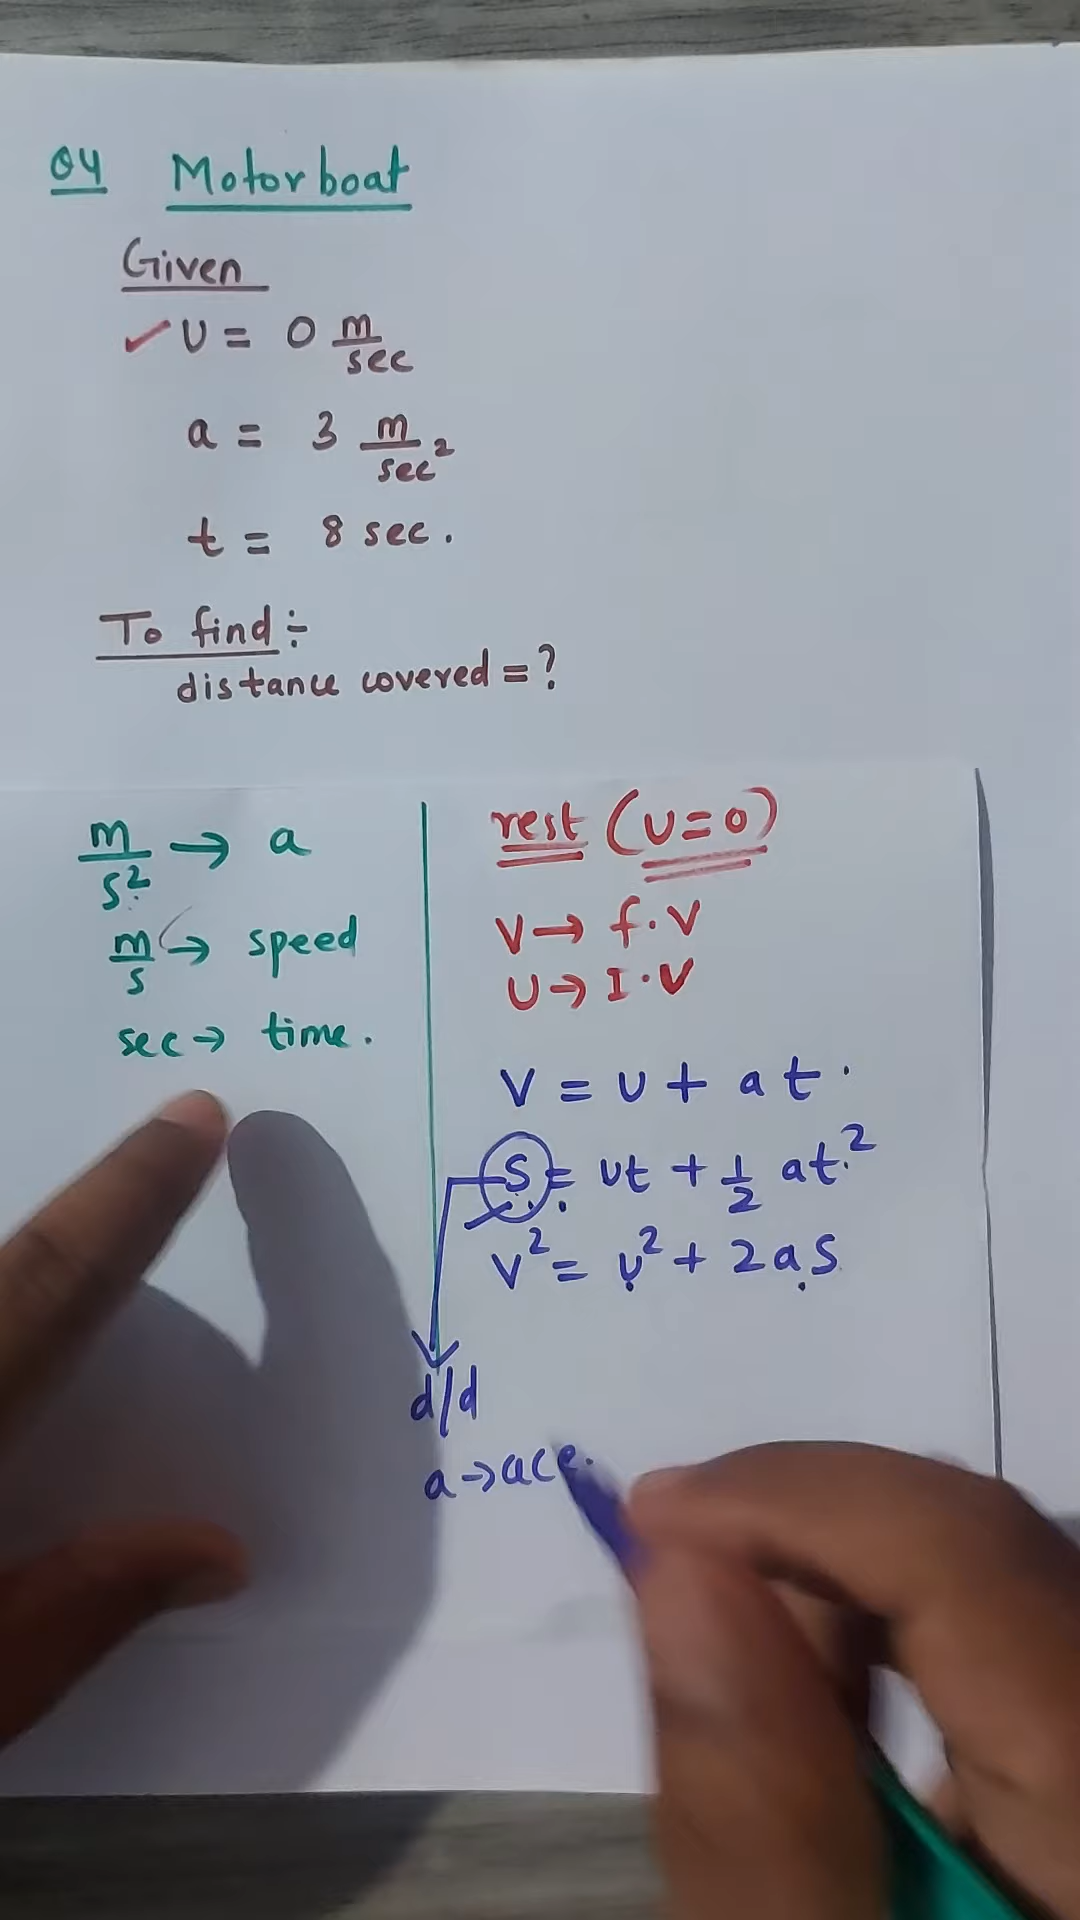 Q4 Motorboat
Given
✓ U = 0 m/sec
a = 3 m/sec²
t = 8 sec.
To find ÷
distance covered = ?
m/s² → a
m/s → speed
sec → time.
rest (U=0)
V → f.V
U → I.V
V = U + at.
S = Ut + 1/2 at²
V² = U² + 2aS
d/d
a → acc.